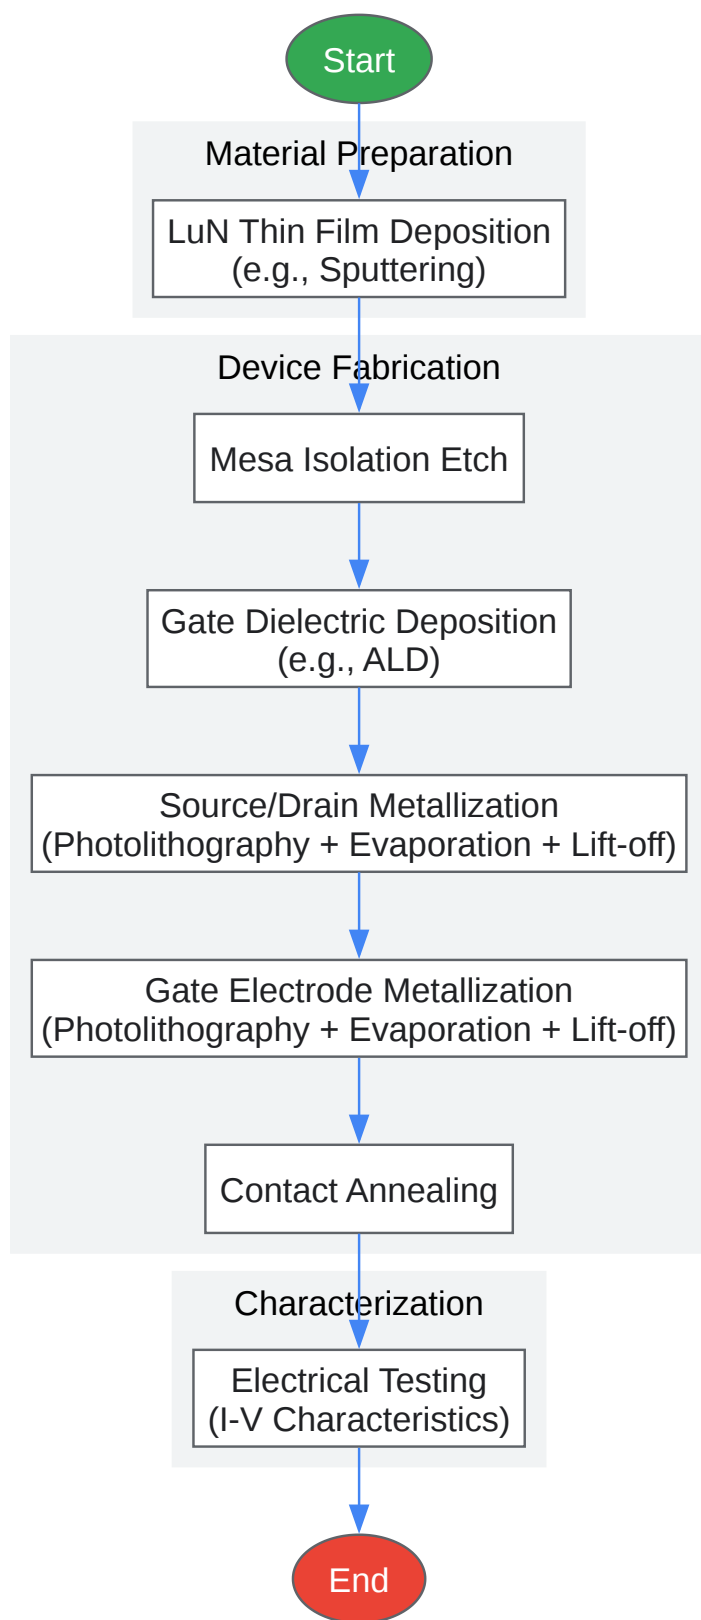 Start
Material Preparation
LuN Thin Film Deposition
(e.g., Sputtering)
Device Fabrication
Mesa Isolation Etch
Gate Dielectric Deposition
(e.g., ALD)
Source/Drain Metallization
(Photolithography + Evaporation + Lift-off)
Gate Electrode Metallization
(Photolithography + Evaporation + Lift-off)
Contact Annealing
Characterization
Electrical Testing
(I-V Characteristics)
End